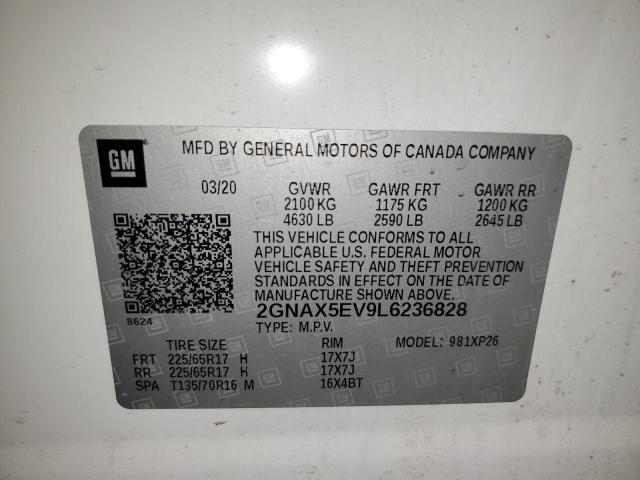 GM
MFD BY GENERAL MOTORS OF CANADA COMPANY
03/20 GVWR GAWR FRT GAWR RR
2100 KG 1175 KG 1200 KG
4630 LB 2590 LB 2645 LB
THIS VEHICLE CONFORMS TO ALL
APPLICABLE U.S. FEDERAL MOTOR
VEHICLE SAFETY AND THEFT PREVENTION
STANDARDS IN EFFECT ON THE DATE OF
MANUFACTURE SHOWN ABOVE.
8624
2GNAX5EV9L6236828
TYPE: M.P.V.
TIRE SIZE RIM MODEL: 981XP26
FRT 225/65R17 H 17X7J
RR 225/65R17 H 17X7J
SPA T135/70R16 M 16X4BT